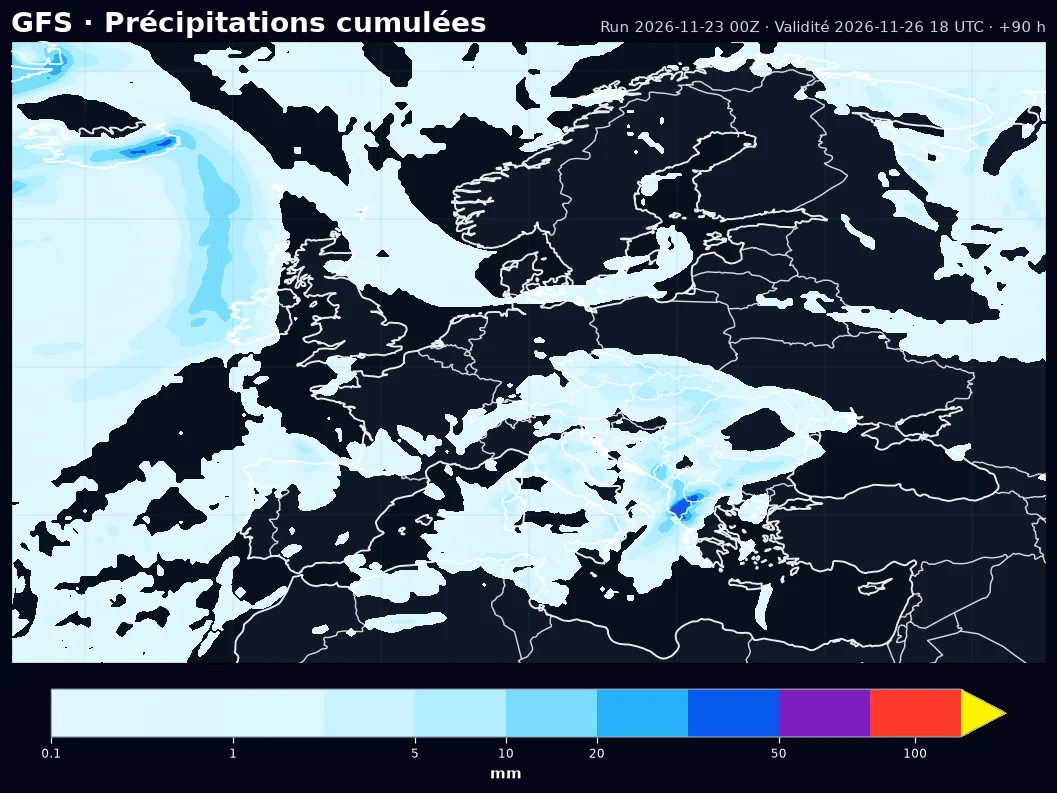 GFS · Précipitations cumulées
Run 2026-11-23 00Z · Validité 2026-11-26 18 UTC · +90 h
0.1 1 5 10 20 50 100
mm